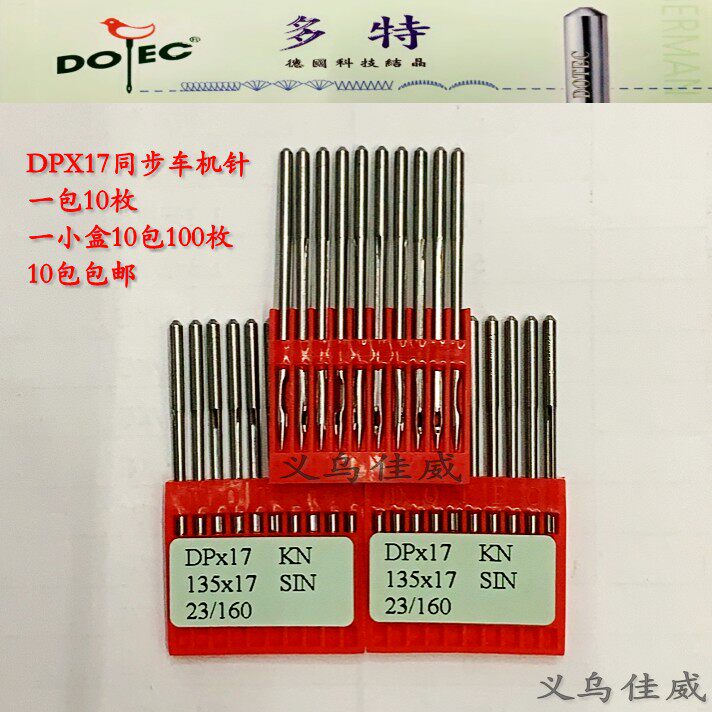 DOTEC®
多特
德國科技結晶
DOTEC
GERMAN
DPX17同步车机针
一包10枚
一小盒10包100枚
10包包邮
义乌佳威
DPx17 KN
135x17 SIN
23/160
DPx17 KN
135x17 SIN
23/160
义乌佳威